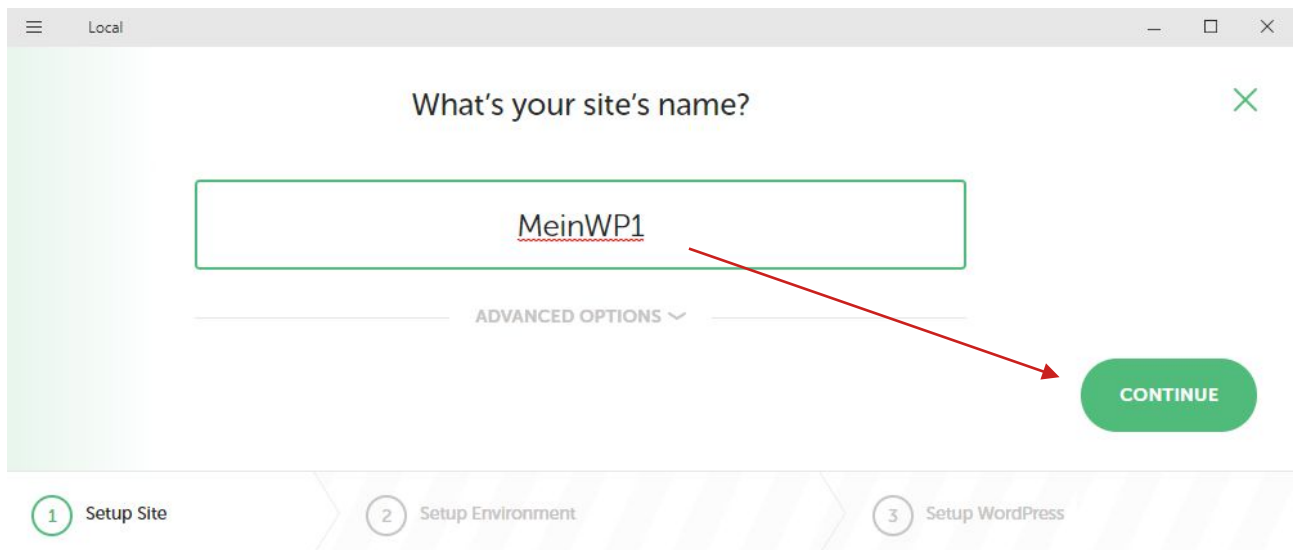 Local
What's your site's name?
MeinWP1
ADVANCED OPTIONS
CONTINUE
1 Setup Site
2 Setup Environment
3 Setup WordPress